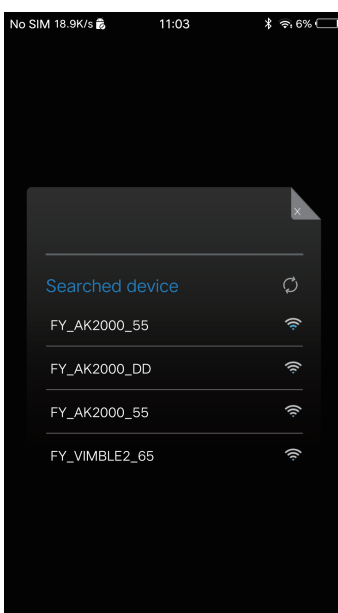 No SIM 18.9K/s 11:03 6%
X
Searched device
FY_AK2000_55
FY_AK2000_DD
FY_AK2000_55
FY_VIMBLE2_65